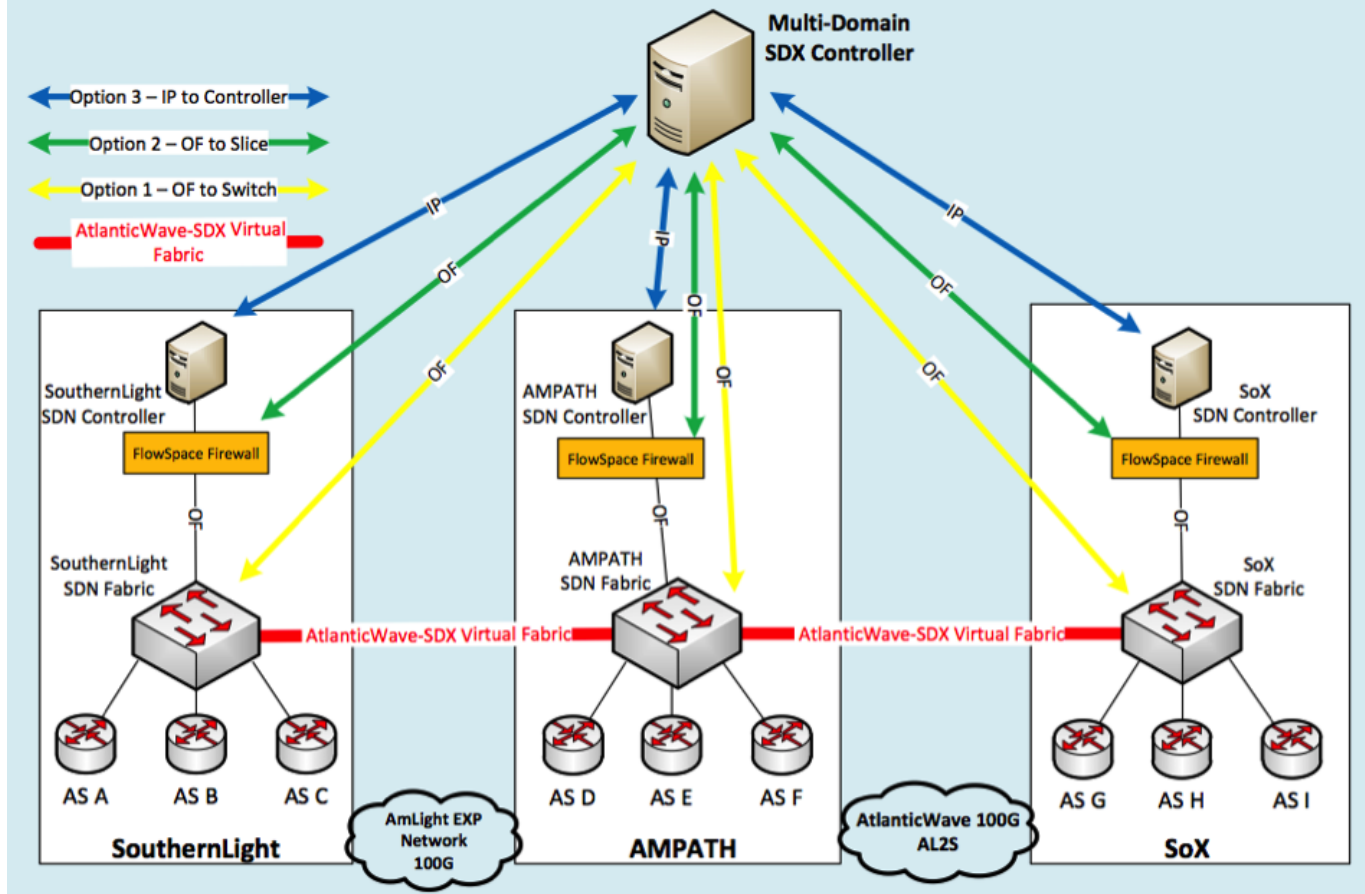 Multi-Domain
SDX Controller
Option 3 – IP to Controller
Option 2 – OF to Slice
Option 1 – OF to Switch
AtlanticWave-SDX Virtual
Fabric
IP
OF
OF
IP
OF
OF
IP
OF
OF
SouthernLight
SDN Controller
FlowSpace Firewall
OF
SouthernLight
SDN Fabric
AMPATH
SDN Controller
FlowSpace Firewall
OF
AMPATH
SDN Fabric
SoX
SDN Controller
FlowSpace Firewall
OF
SoX
SDN Fabric
AtlanticWave-SDX Virtual Fabric
AtlanticWave-SDX Virtual Fabric
AS A
AS B
AS C
AS D
AS E
AS F
AS G
AS H
AS I
SouthernLight
AmLight EXP
Network
100G
AMPATH
AtlanticWave 100G
AL2S
SoX